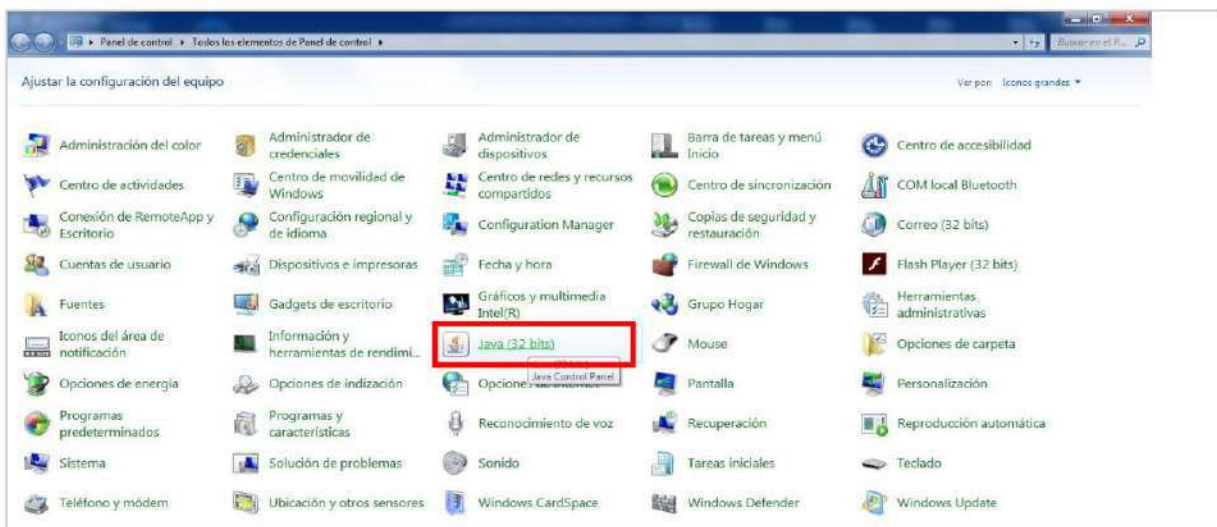 Panel de control ▸ Todos los elementos de Panel de control ▸
Buscar en el P...
Ajustar la configuración del equipo
Ver por: Iconos grandes
Administración del color
Administrador de
credenciales
Administrador de
dispositivos
Barra de tareas y menú
Inicio
Centro de accesibilidad
Centro de actividades
Centro de movilidad de
Windows
Centro de redes y recursos
compartidos
Centro de sincronización
COM local Bluetooth
Conexión de RemoteApp y
Escritorio
Configuración regional y
de idioma
Configuration Manager
Copias de seguridad y
restauración
Correo (32 bits)
Cuentas de usuario
Dispositivos e impresoras
Fecha y hora
Firewall de Windows
Flash Player (32 bits)
Fuentes
Gadgets de escritorio
Gráficos y multimedia
Intel(R)
Grupo Hogar
Herramientas
administrativas
Iconos del área de
notificación
Información y
herramientas de rendimi...
Java (32 bits)
Mouse
Opciones de carpeta
Opciones de energía
Opciones de indización
Opciones
Java Control Panel
Pantalla
Personalización
Programas
predeterminados
Programas y
características
Reconocimiento de voz
Recuperación
Reproducción automática
Sistema
Solución de problemas
Sonido
Tareas iniciales
Teclado
Teléfono y módem
Ubicación y otros sensores
Windows CardSpace
Windows Defender
Windows Update